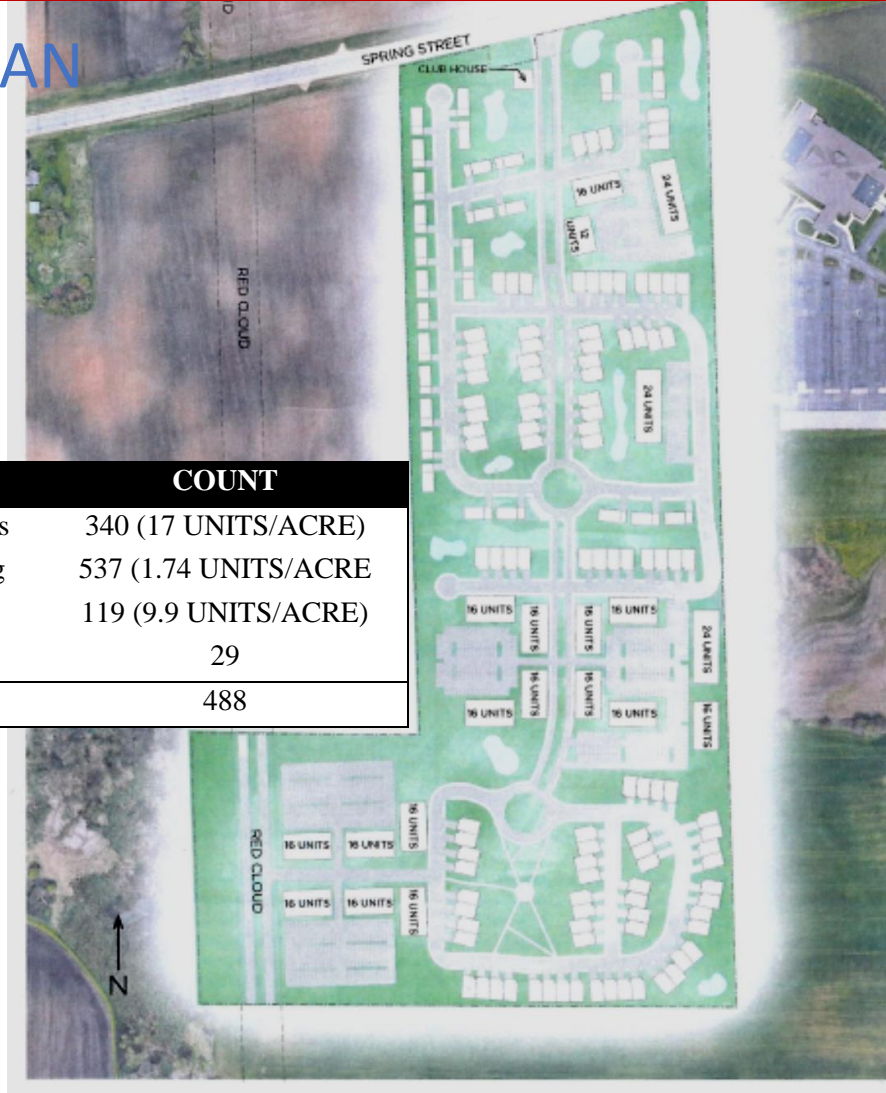 AN
D
SPRING STREET
CLUB HOUSE
16 UNITS
24 UNITS
12 UNITS
RED CLOUD
24 UNITS
COUNT
s 340 (17 UNITS/ACRE)
g 537 (1.74 UNITS/ACRE
119 (9.9 UNITS/ACRE)
29
488
16 UNITS
16 UNITS
16 UNITS
16 UNITS
24 UNITS
16 UNITS
16 UNITS
16 UNITS
16 UNITS
16 UNITS
RED CLOUD
16 UNITS
16 UNITS
16 UNITS
16 UNITS
16 UNITS
16 UNITS
N